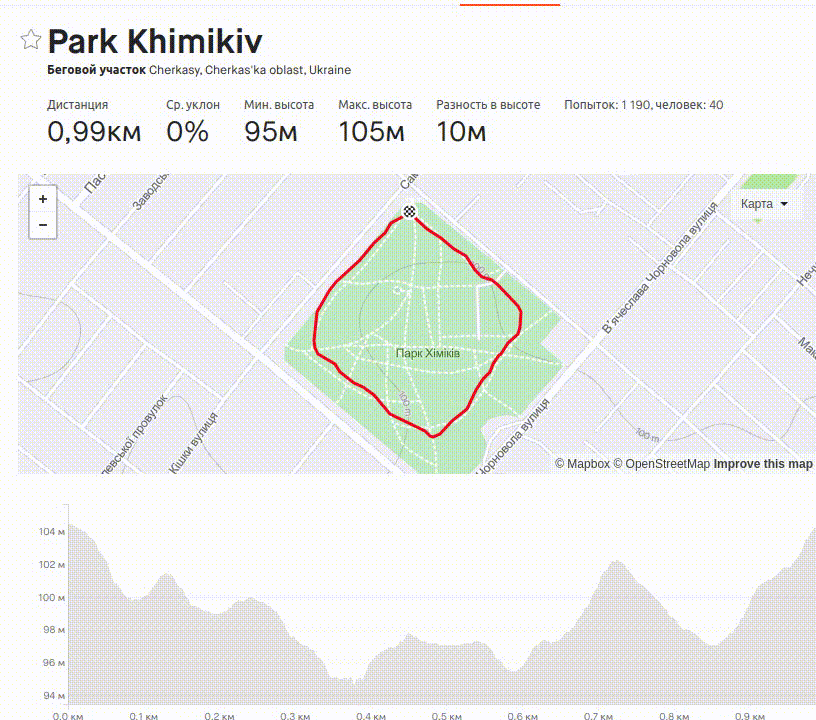 Park Khimikiv
Беговой участок Cherkasy, Cherkas'ka oblast, Ukraine
Дистанция Ср. уклон Мин. высота Макс. высота Разность в высоте Попыток: 1 190, человек: 40
0,99км 0% 95м 105м 10м
+
−
Карта
Пас
Заводсь
Сам
В'ячеслава Чорновола вулиця
Нечу
100 m
Парк Хіміків
Мак
100 m
левської провулок
Кішки вулиця
Чорновола вулиця
100 m
© Mapbox © OpenStreetMap Improve this map
104 м
102 м
100 м
98 м
96 м
94 м
0.0 км 0.1 км 0.2 км 0.3 км 0.4 км 0.5 км 0.6 км 0.7 км 0.8 км 0.9 км